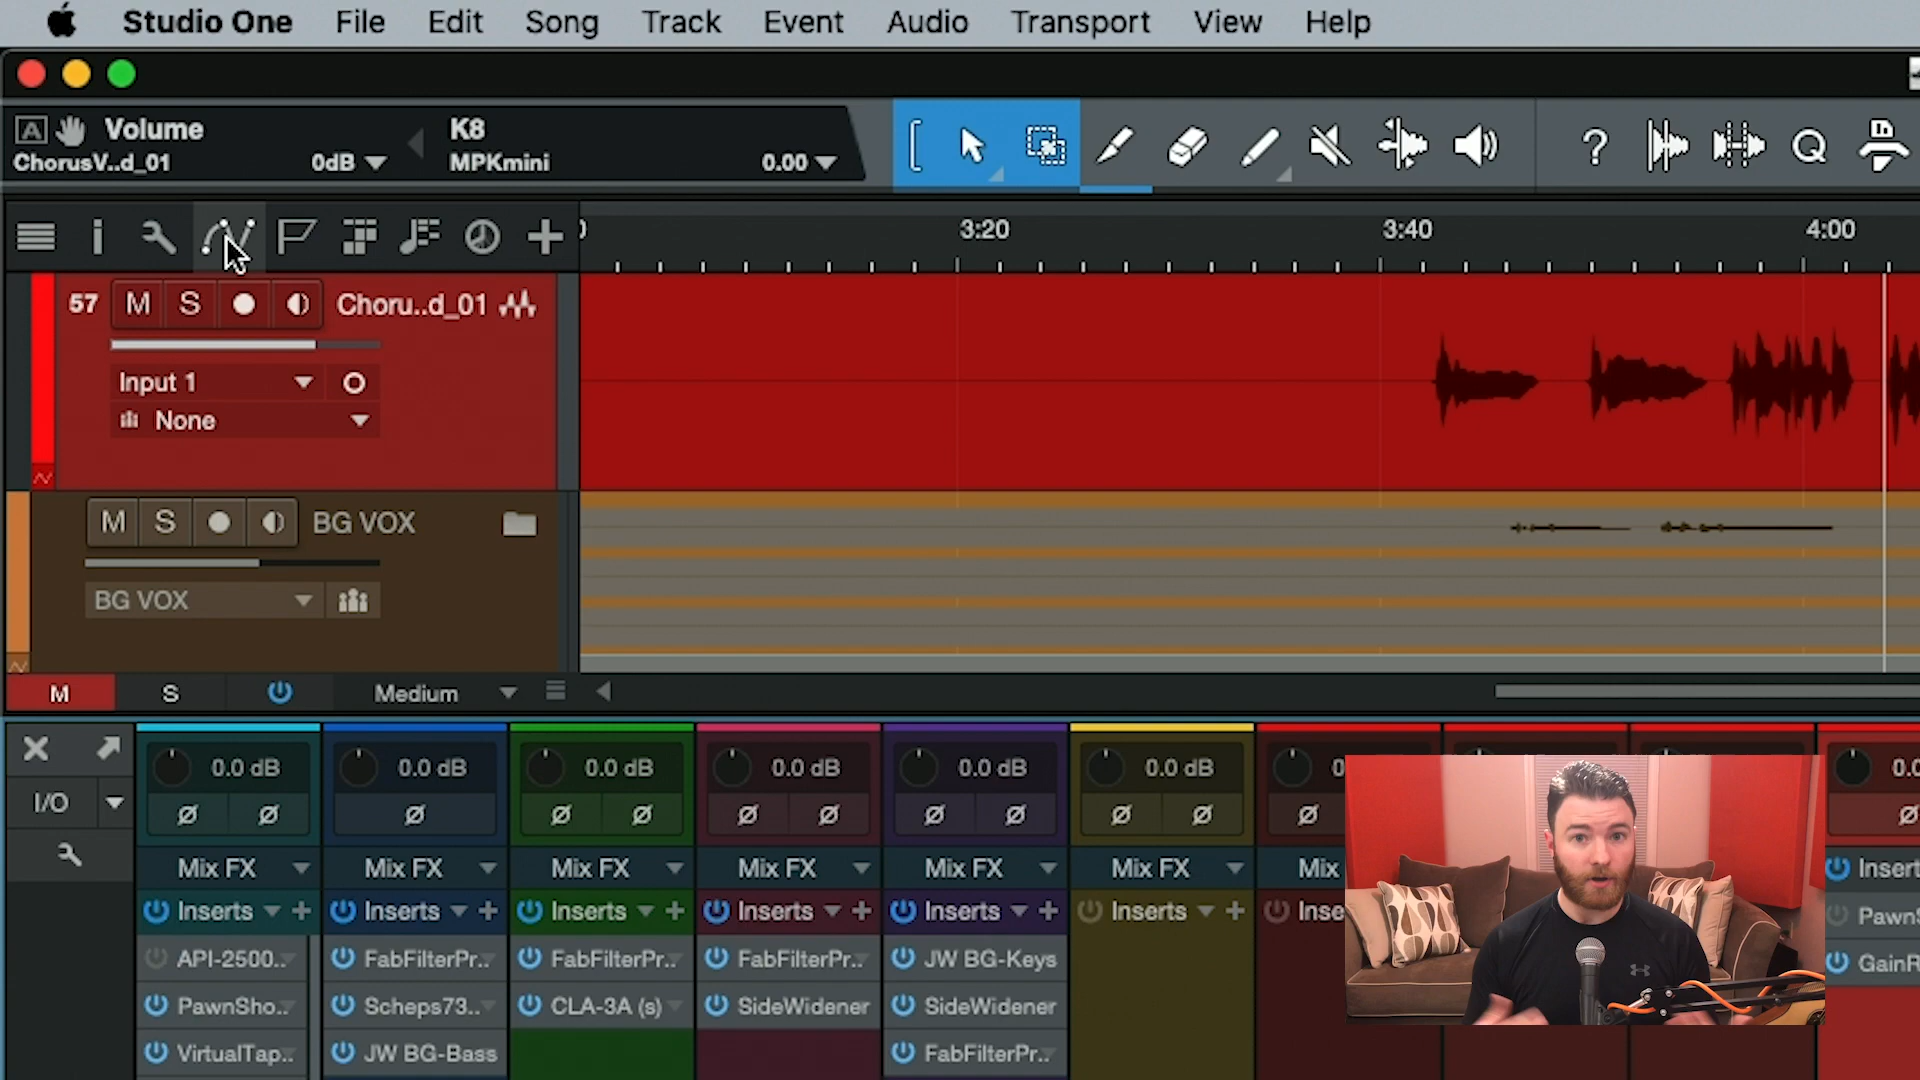 Studio One File Edit Song Track Event Audio Transport View Help
A Volume K8
ChorusV..d_01 0dB MPKmini 0.00
? Q
i 3:20 3:40 4:00
57 M S Choru..d_01
Input 1
None
M S BG VOX
BG VOX
M S Medium
0.0 dB 0.0 dB 0.0 dB 0.0 dB 0.0 dB 0.0 dB
I/O Ø Ø Ø Ø Ø Ø Ø Ø Ø Ø Ø Ø Ø
Mix FX Mix FX Mix FX Mix FX Mix FX Mix FX Mix
Inserts Inserts Inserts Inserts Inserts Inserts Inse Insert
API-2500.. FabFilterPr.. FabFilterPr.. FabFilterPr.. JW BG-Keys PawnS
PawnSho.. Scheps73.. CLA-3A (s) SideWidener SideWidener GainR
VirtualTap.. JW BG-Bass FabFilterPr..